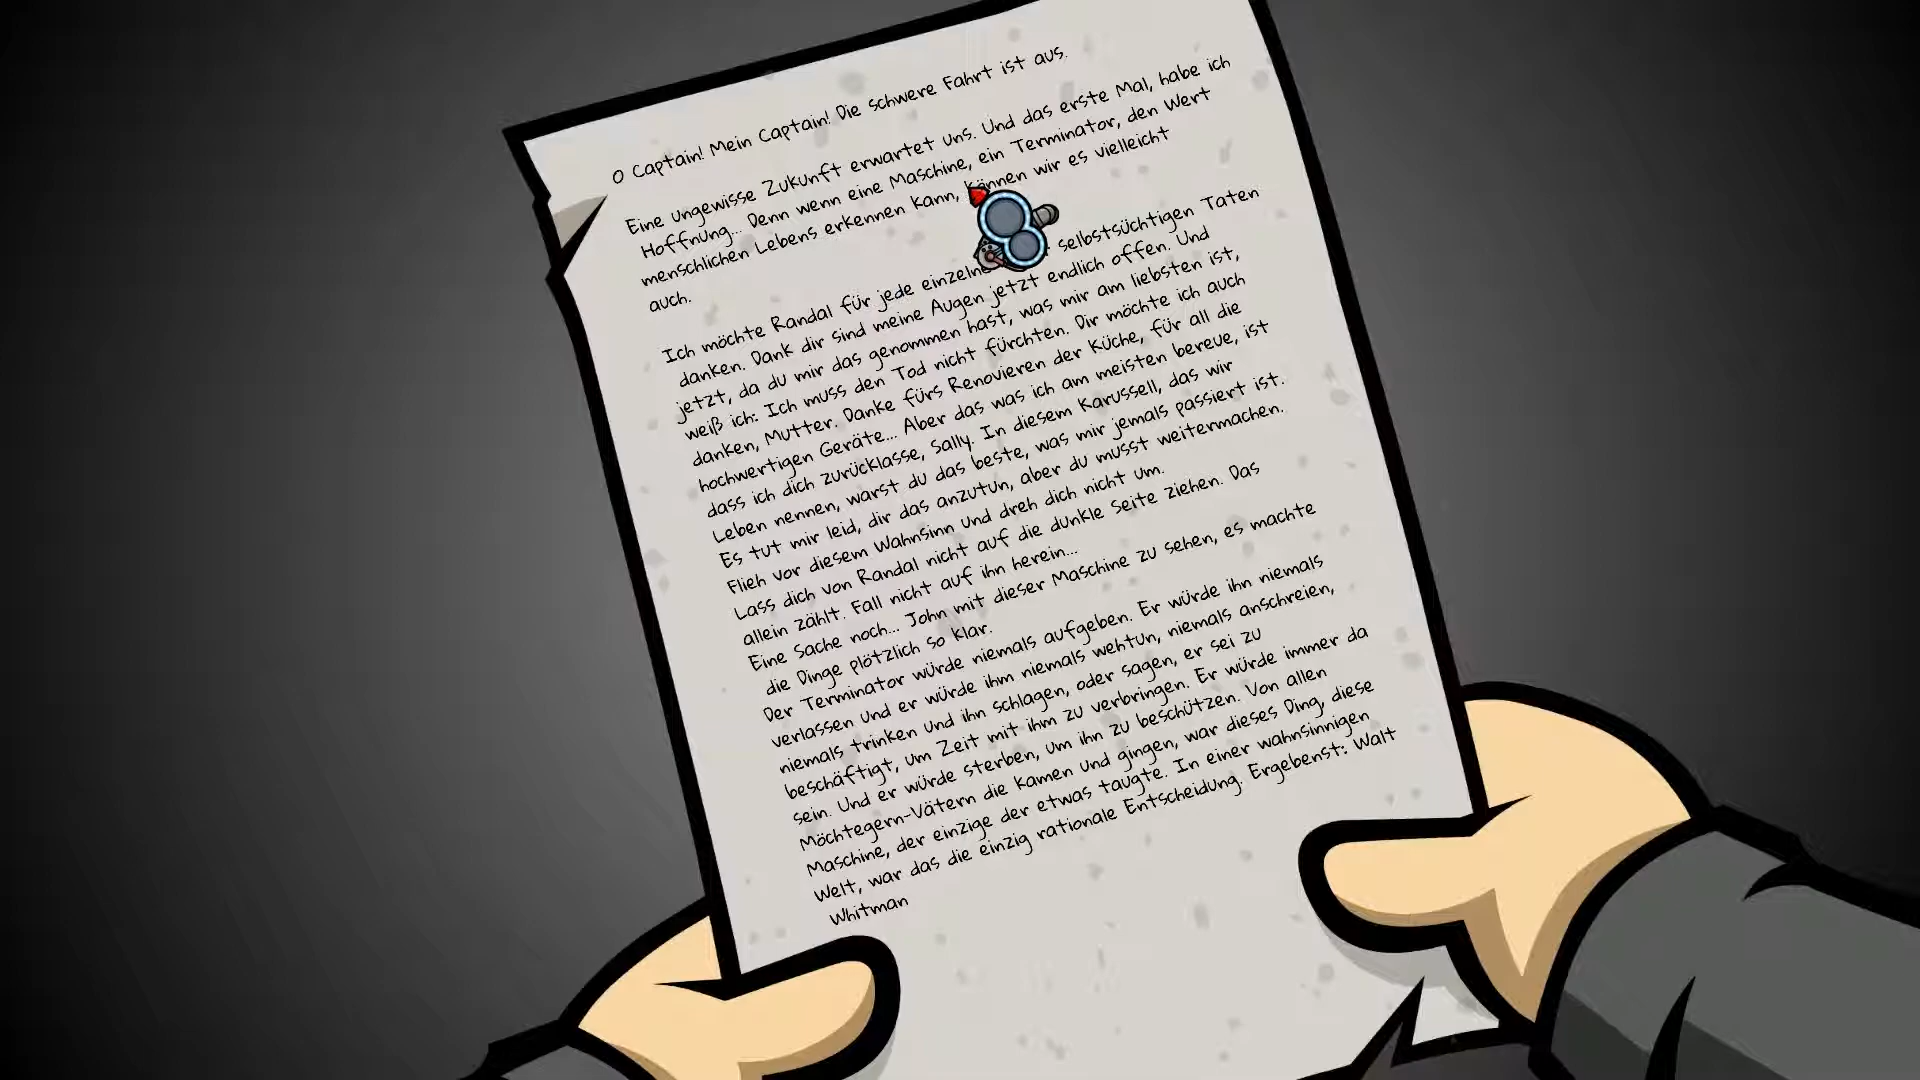 O Captain! Mein Captain! Die schwere Fahrt ist aus.
Eine ungewisse Zukunft erwartet uns. Und das erste Mal, habe ich
Hoffnung... Denn wenn eine Maschine, ein Terminator, den Wert
menschlichen Lebens erkennen kann, können wir es vielleicht
auch.
Ich möchte Randal für jede einzelne selbstsüchtigen Taten
danken. Dank dir sind meine Augen jetzt endlich offen. Und
jetzt, da du mir das genommen hast, was mir am liebsten ist,
weiß ich: Ich muss den Tod nicht fürchten. Dir möchte ich auch
danken, Mutter. Danke fürs Renovieren der Küche, für all die
hochwertigen Geräte... Aber das was ich am meisten bereue, ist
dass ich dich zurücklasse, Sally. In diesem Karussell, das wir
Leben nennen, warst du das beste, was mir jemals passiert ist.
Es tut mir leid, dir das anzutun, aber du musst weitermachen.
Flieh vor diesem Wahnsinn und dreh dich nicht um.
Lass dich von Randal nicht auf die dunkle Seite ziehen. Das
allein zählt. Fall nicht auf ihn herein...
Eine Sache noch... John mit dieser Maschine zu sehen, es machte
die Dinge plötzlich so klar.
Der Terminator würde niemals aufgeben. Er würde ihn niemals
verlassen und er würde ihm niemals wehtun, niemals anschreien,
niemals trinken und ihn schlagen, oder sagen, er sei zu
beschäftigt, um Zeit mit ihm zu verbringen. Er würde immer da
sein. Und er würde sterben, um ihn zu beschützen. Von allen
Möchtegern-Vätern die kamen und gingen, war dieses Ding, diese
Maschine, der einzige der etwas taugte. In einer wahnsinnigen
Welt, war das die einzig rationale Entscheidung. Ergebenst: Walt
Whitman